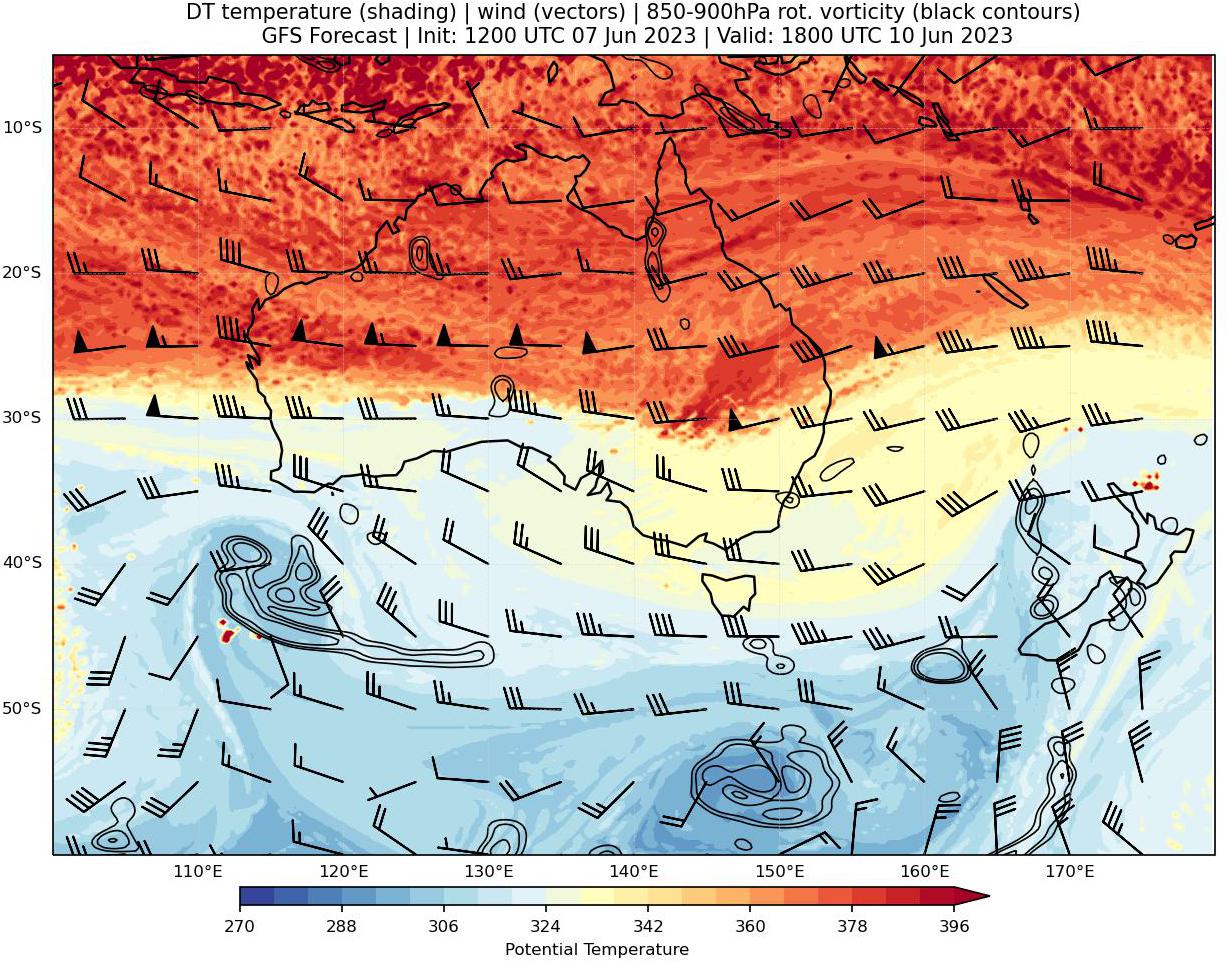 DT temperature (shading) | wind (vectors) | 850-900hPa rot. vorticity (black contours)
GFS Forecast | Init: 1200 UTC 07 Jun 2023 | Valid: 1800 UTC 10 Jun 2023
10°S
20°S
30°S
40°S
50°S
110°E 120°E 130°E 140°E 150°E 160°E 170°E
270 288 306 324 342 360 378 396
Potential Temperature